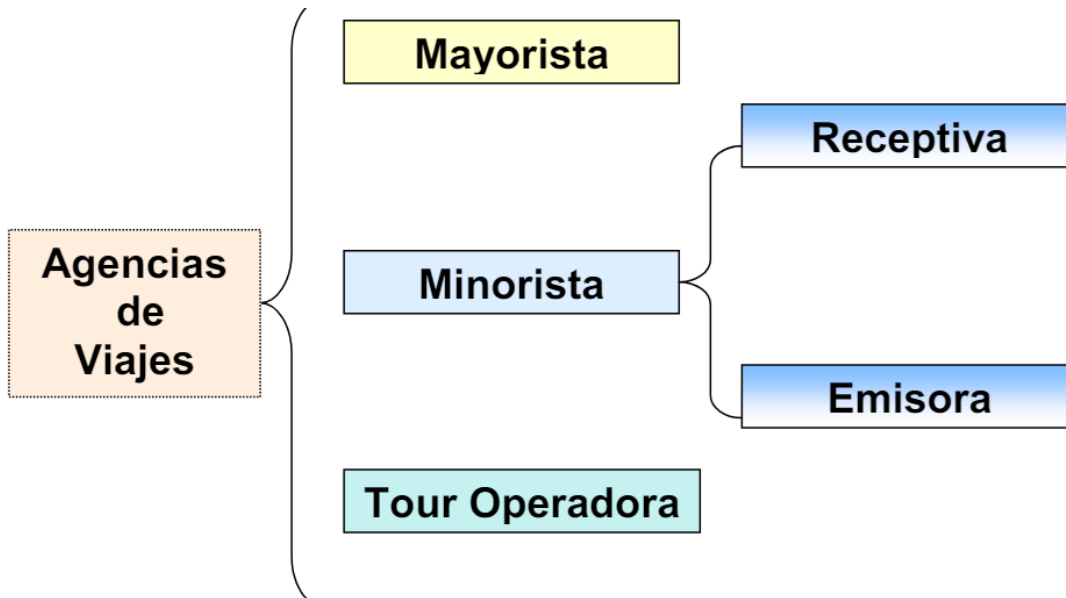 Agencias
de
Viajes
Mayorista
Minorista
Receptiva
Emisora
Tour Operadora